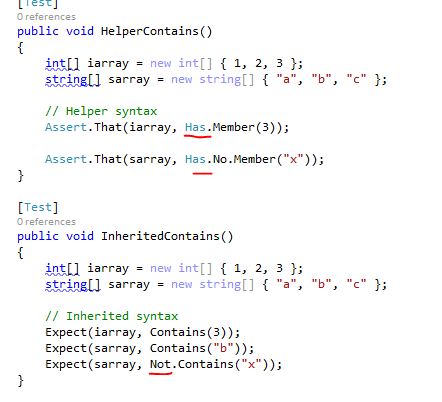 [Test]
0 references
public void HelperContains()
{
int[] iarray = new int[] { 1, 2, 3 };
string[] sarray = new string[] { "a", "b", "c" };
// Helper syntax
Assert.That(iarray, Has.Member(3));
Assert.That(sarray, Has.No.Member("x"));
}
[Test]
0 references
public void InheritedContains()
{
int[] iarray = new int[] { 1, 2, 3 };
string[] sarray = new string[] { "a", "b", "c" };
// Inherited syntax
Expect(iarray, Contains(3));
Expect(sarray, Contains("b"));
Expect(sarray, Not.Contains("x"));
}